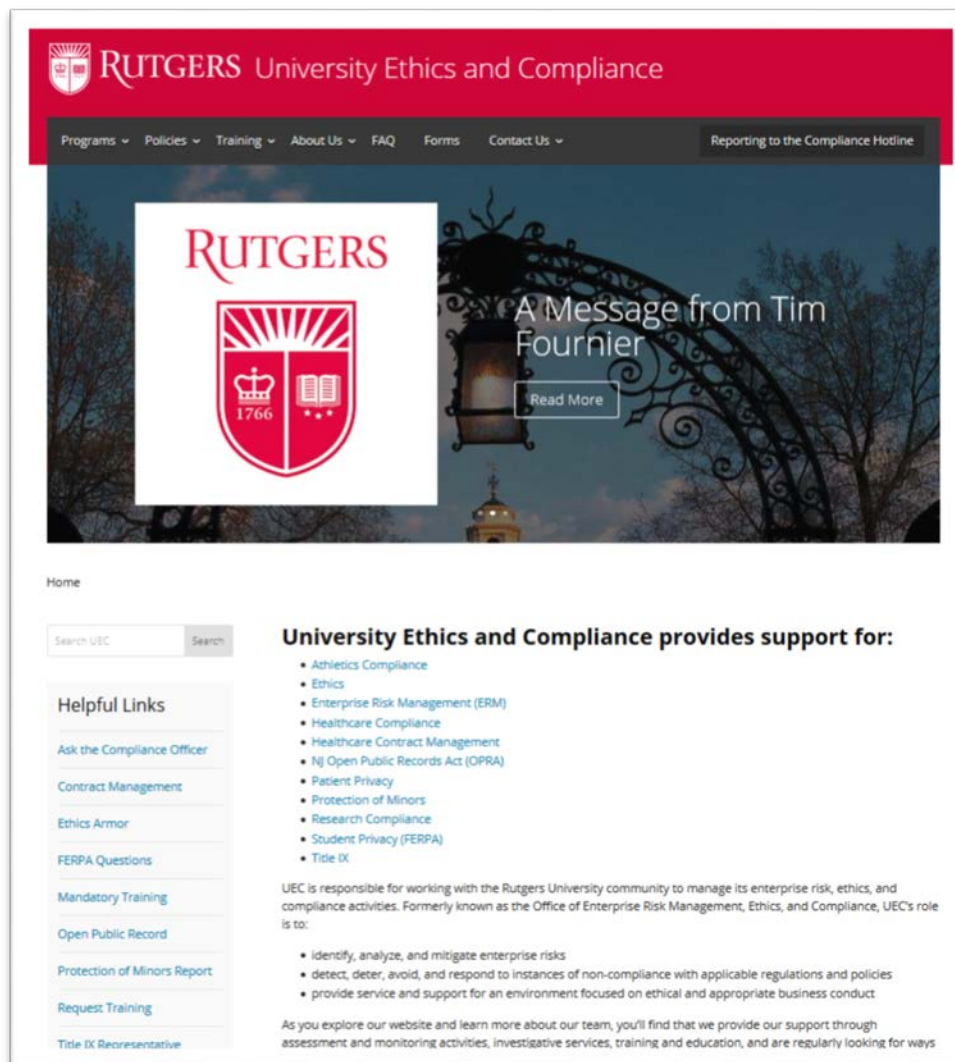 RUTGERS University Ethics and Compliance
Programs Policies Training About Us FAQ Forms Contact Us Reporting to the Compliance Hotline
RUTGERS
1766
A Message from Tim
Fournier
Read More
Home
Search UEC Search
Helpful Links
Ask the Compliance Officer
Contract Management
Ethics Armor
FERPA Questions
Mandatory Training
Open Public Record
Protection of Minors Report
Request Training
Title IX Representative
University Ethics and Compliance provides support for:
• Athletics Compliance
• Ethics
• Enterprise Risk Management (ERM)
• Healthcare Compliance
• Healthcare Contract Management
• NJ Open Public Records Act (OPRA)
• Patient Privacy
• Protection of Minors
• Research Compliance
• Student Privacy (FERPA)
• Title IX
UEC is responsible for working with the Rutgers University community to manage its enterprise risk, ethics, and
compliance activities. Formerly known as the Office of Enterprise Risk Management, Ethics, and Compliance, UEC's role
is to:
• identify, analyze, and mitigate enterprise risks
• detect, deter, avoid, and respond to instances of non-compliance with applicable regulations and policies
• provide service and support for an environment focused on ethical and appropriate business conduct
As you explore our website and learn more about our team, you'll find that we provide our support through
assessment and monitoring activities, investigative services, training and education, and are regularly looking for ways